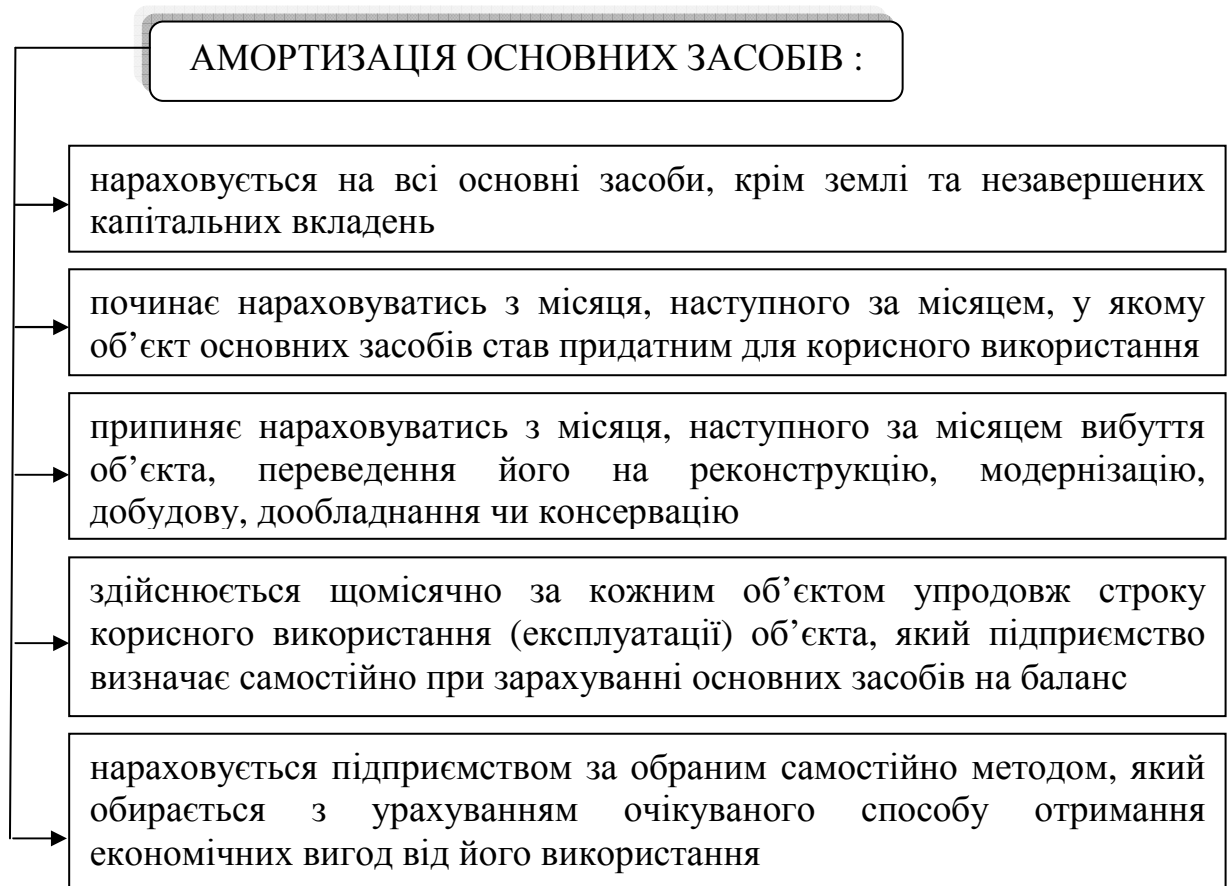 АМОРТИЗАЦІЯ ОСНОВНИХ ЗАСОБІВ :
нараховується на всі основні засоби, крім землі та незавершених
капітальних вкладень
починає нараховуватись з місяця, наступного за місяцем, у якому
об’єкт основних засобів став придатним для корисного використання
припиняє нараховуватись з місяця, наступного за місяцем вибуття
об’єкта, переведення його на реконструкцію, модернізацію,
добудову, дообладнання чи консервацію
здійснюється щомісячно за кожним об’єктом упродовж строку
корисного використання (експлуатації) об’єкта, який підприємство
визначає самостійно при зарахуванні основних засобів на баланс
нараховується підприємством за обраним самостійно методом, який
обирається з урахуванням очікуваного способу отримання
економічних вигод від його використання